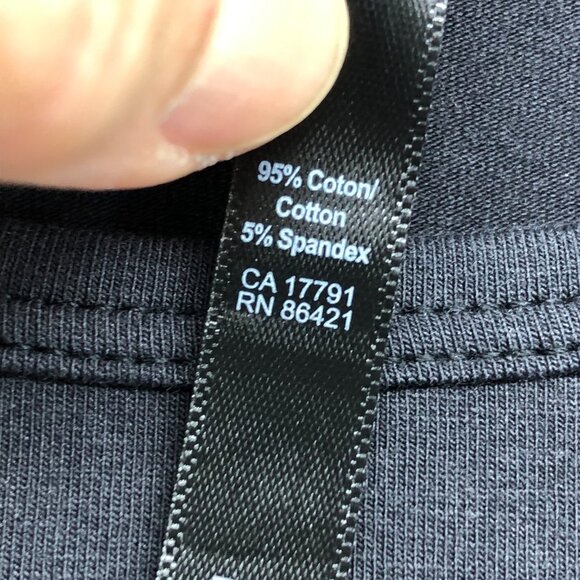 95% Coton/
Cotton
5% Spandex
CA 17791
RN 86421